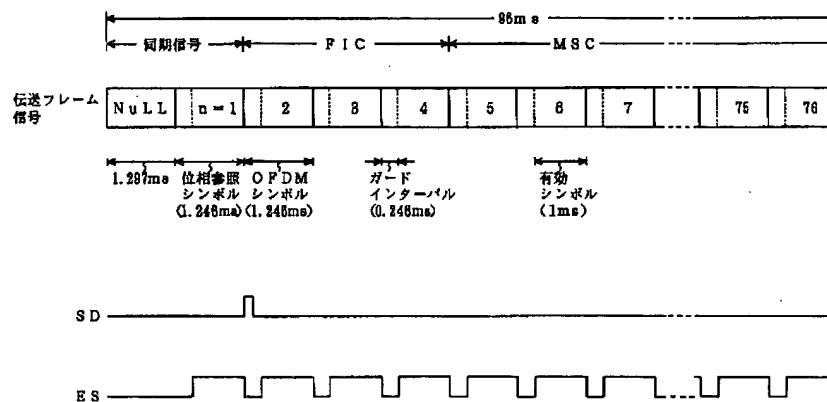 96ms
同期信号 FIC MSC
伝送フレーム
信号
NuLL n=1 2 3 4 5 6 7 75 76
1.297ms 位相参照
シンボル
(1.246ms)
OFDM
シンボル
(1.246ms)
ガード
インターバル
(0.246ms)
有効
シンボル
(1ms)
SD
ES